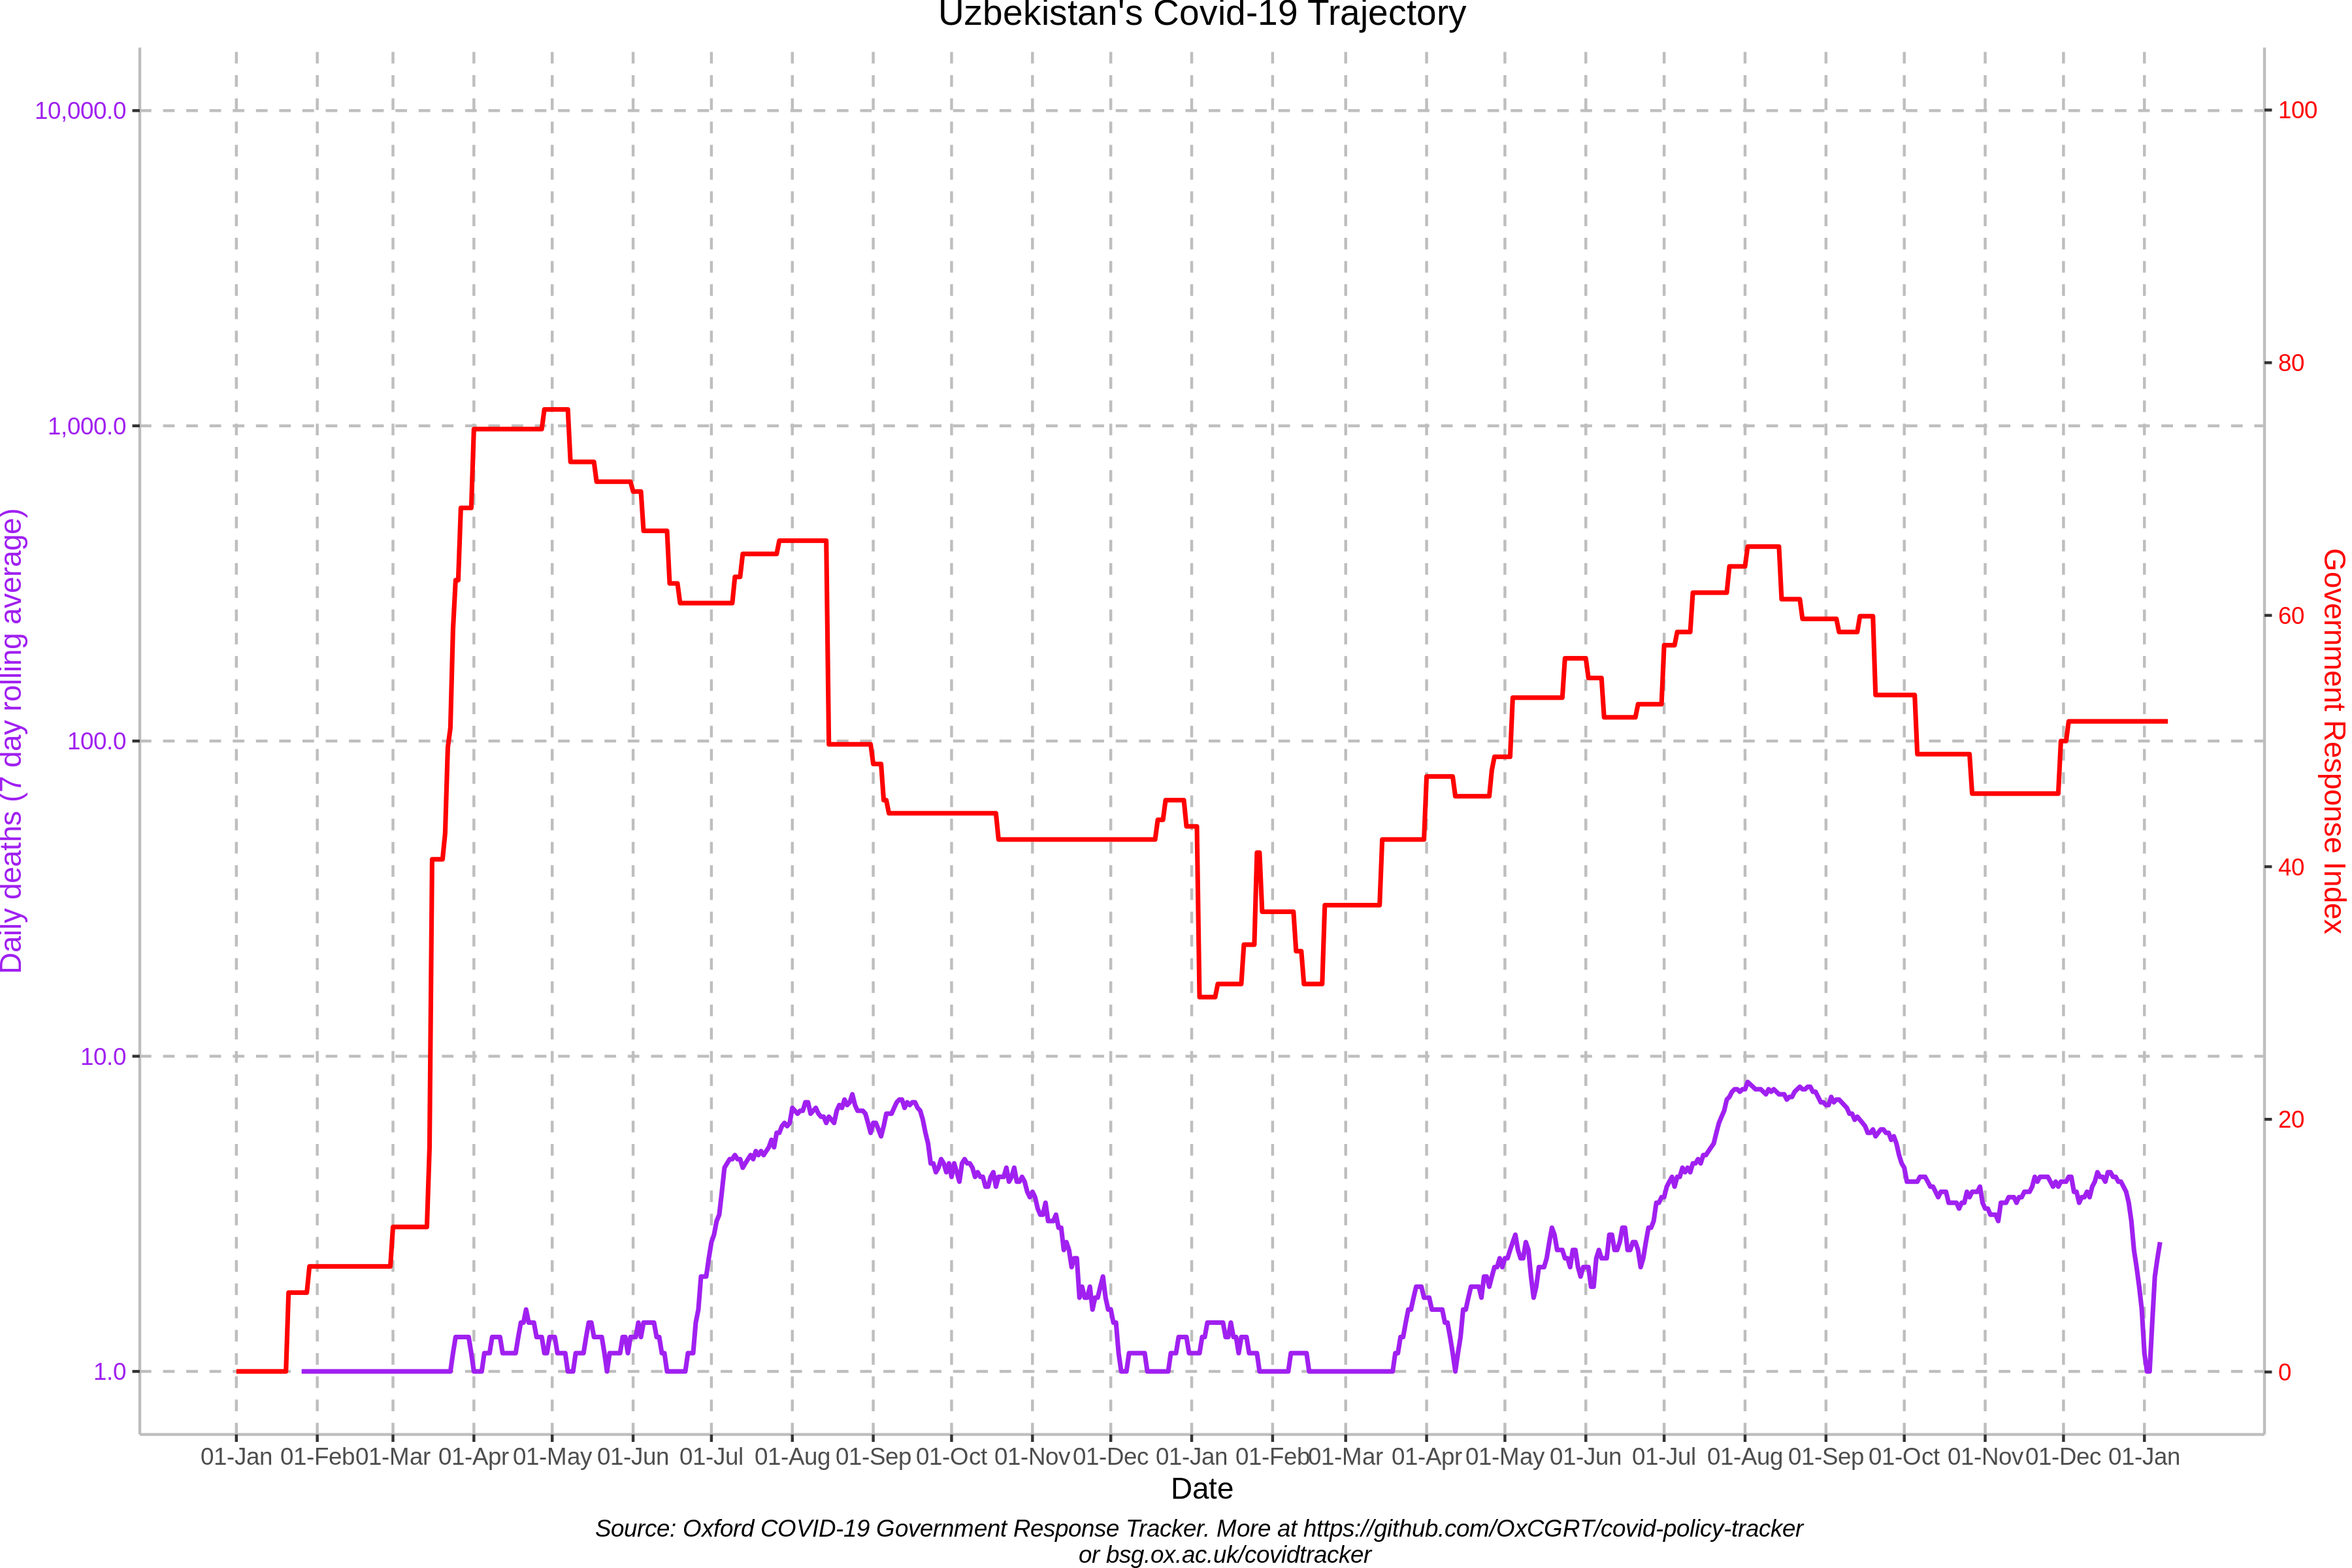 Uzbekistan's Covid-19 Trajectory
10,000.0
1,000.0
100.0
10.0
1.0
Daily deaths (7 day rolling average)
100
80
60
40
20
0
Government Response Index
01-Jan 01-Feb 01-Mar 01-Apr 01-May 01-Jun 01-Jul 01-Aug 01-Sep 01-Oct 01-Nov 01-Dec 01-Jan 01-Feb 01-Mar 01-Apr 01-May 01-Jun 01-Jul 01-Aug 01-Sep 01-Oct 01-Nov 01-Dec 01-Jan
Date
Source: Oxford COVID-19 Government Response Tracker. More at https://github.com/OxCGRT/covid-policy-tracker
or bsg.ox.ac.uk/covidtracker